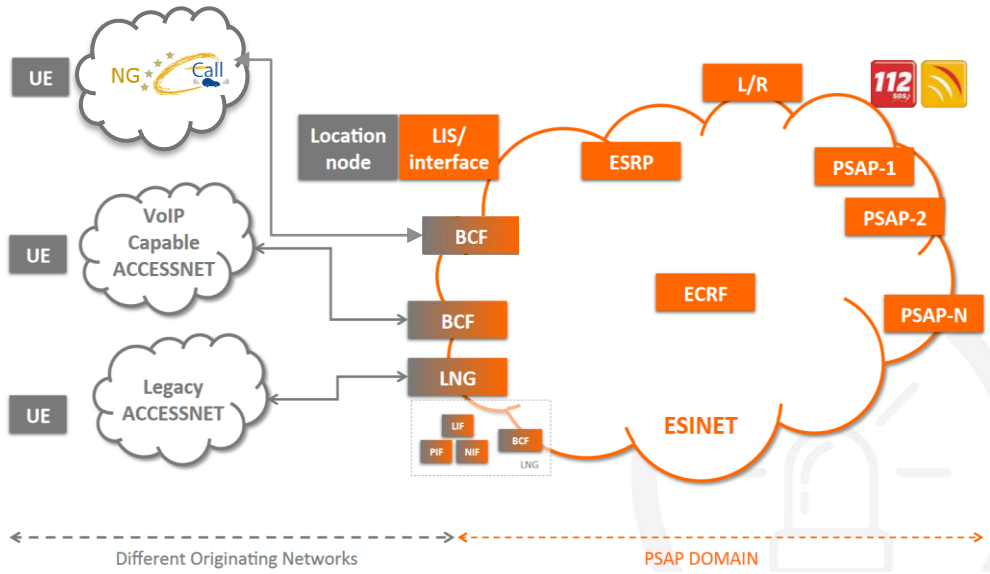 UE
NG
Call
L/R
112
SOS
Location
node
LIS/
interface
ESRP
PSAP-1
PSAP-2
BCF
UE
VoIP
Capable
ACCESSNET
ECRF
BCF
PSAP-N
LNG
UE
Legacy
ACCESSNET
LIF
PIF
NIF
BCF
LNG
ESINET
Different Originating Networks
PSAP DOMAIN